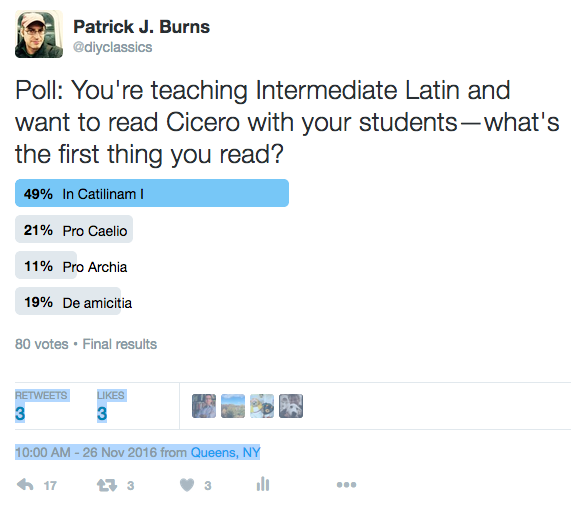 Patrick J. Burns
@diyclassics
Poll: You're teaching Intermediate Latin and
want to read Cicero with your students—what's
the first thing you read?
49% In Catilinam I
21% Pro Caelio
11% Pro Archia
19% De amicitia
80 votes • Final results
RETWEETS LIKES
3 3
10:00 AM - 26 Nov 2016 from Queens, NY
17 3 3